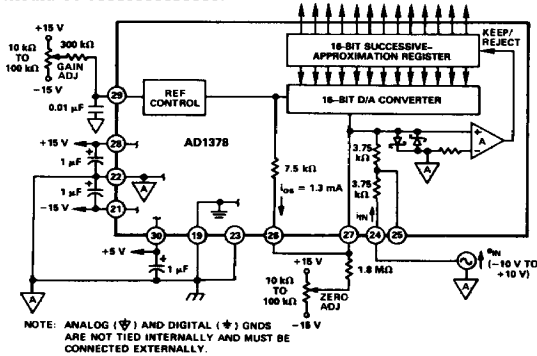 +15 V
10 kΩ
TO
100 kΩ
300 kΩ
GAIN
ADJ
−15 V
0.01 μF
29
REF
CONTROL
16-BIT SUCCESSIVE-
APPROXIMATION REGISTER
KEEP/
REJECT
16-BIT D/A CONVERTER
AD1378
+15 V
1 μF
28
22
A
1 μF
-15 V
21
7.5 kΩ
iOS = 1.3 mA
3.75
kΩ
3.75
kΩ
iIN
A
A
30
19
23
26
27
24
25
+5 V
1 μF
A
+15 V
10 kΩ
TO
100 kΩ
ZERO
ADJ
−15 V
1.8 MΩ
eIN
(−10 V TO
+10 V)
A
NOTE: ANALOG ( ) AND DIGITAL ( ) GNDS
ARE NOT TIED INTERNALLY AND MUST BE
CONNECTED EXTERNALLY.